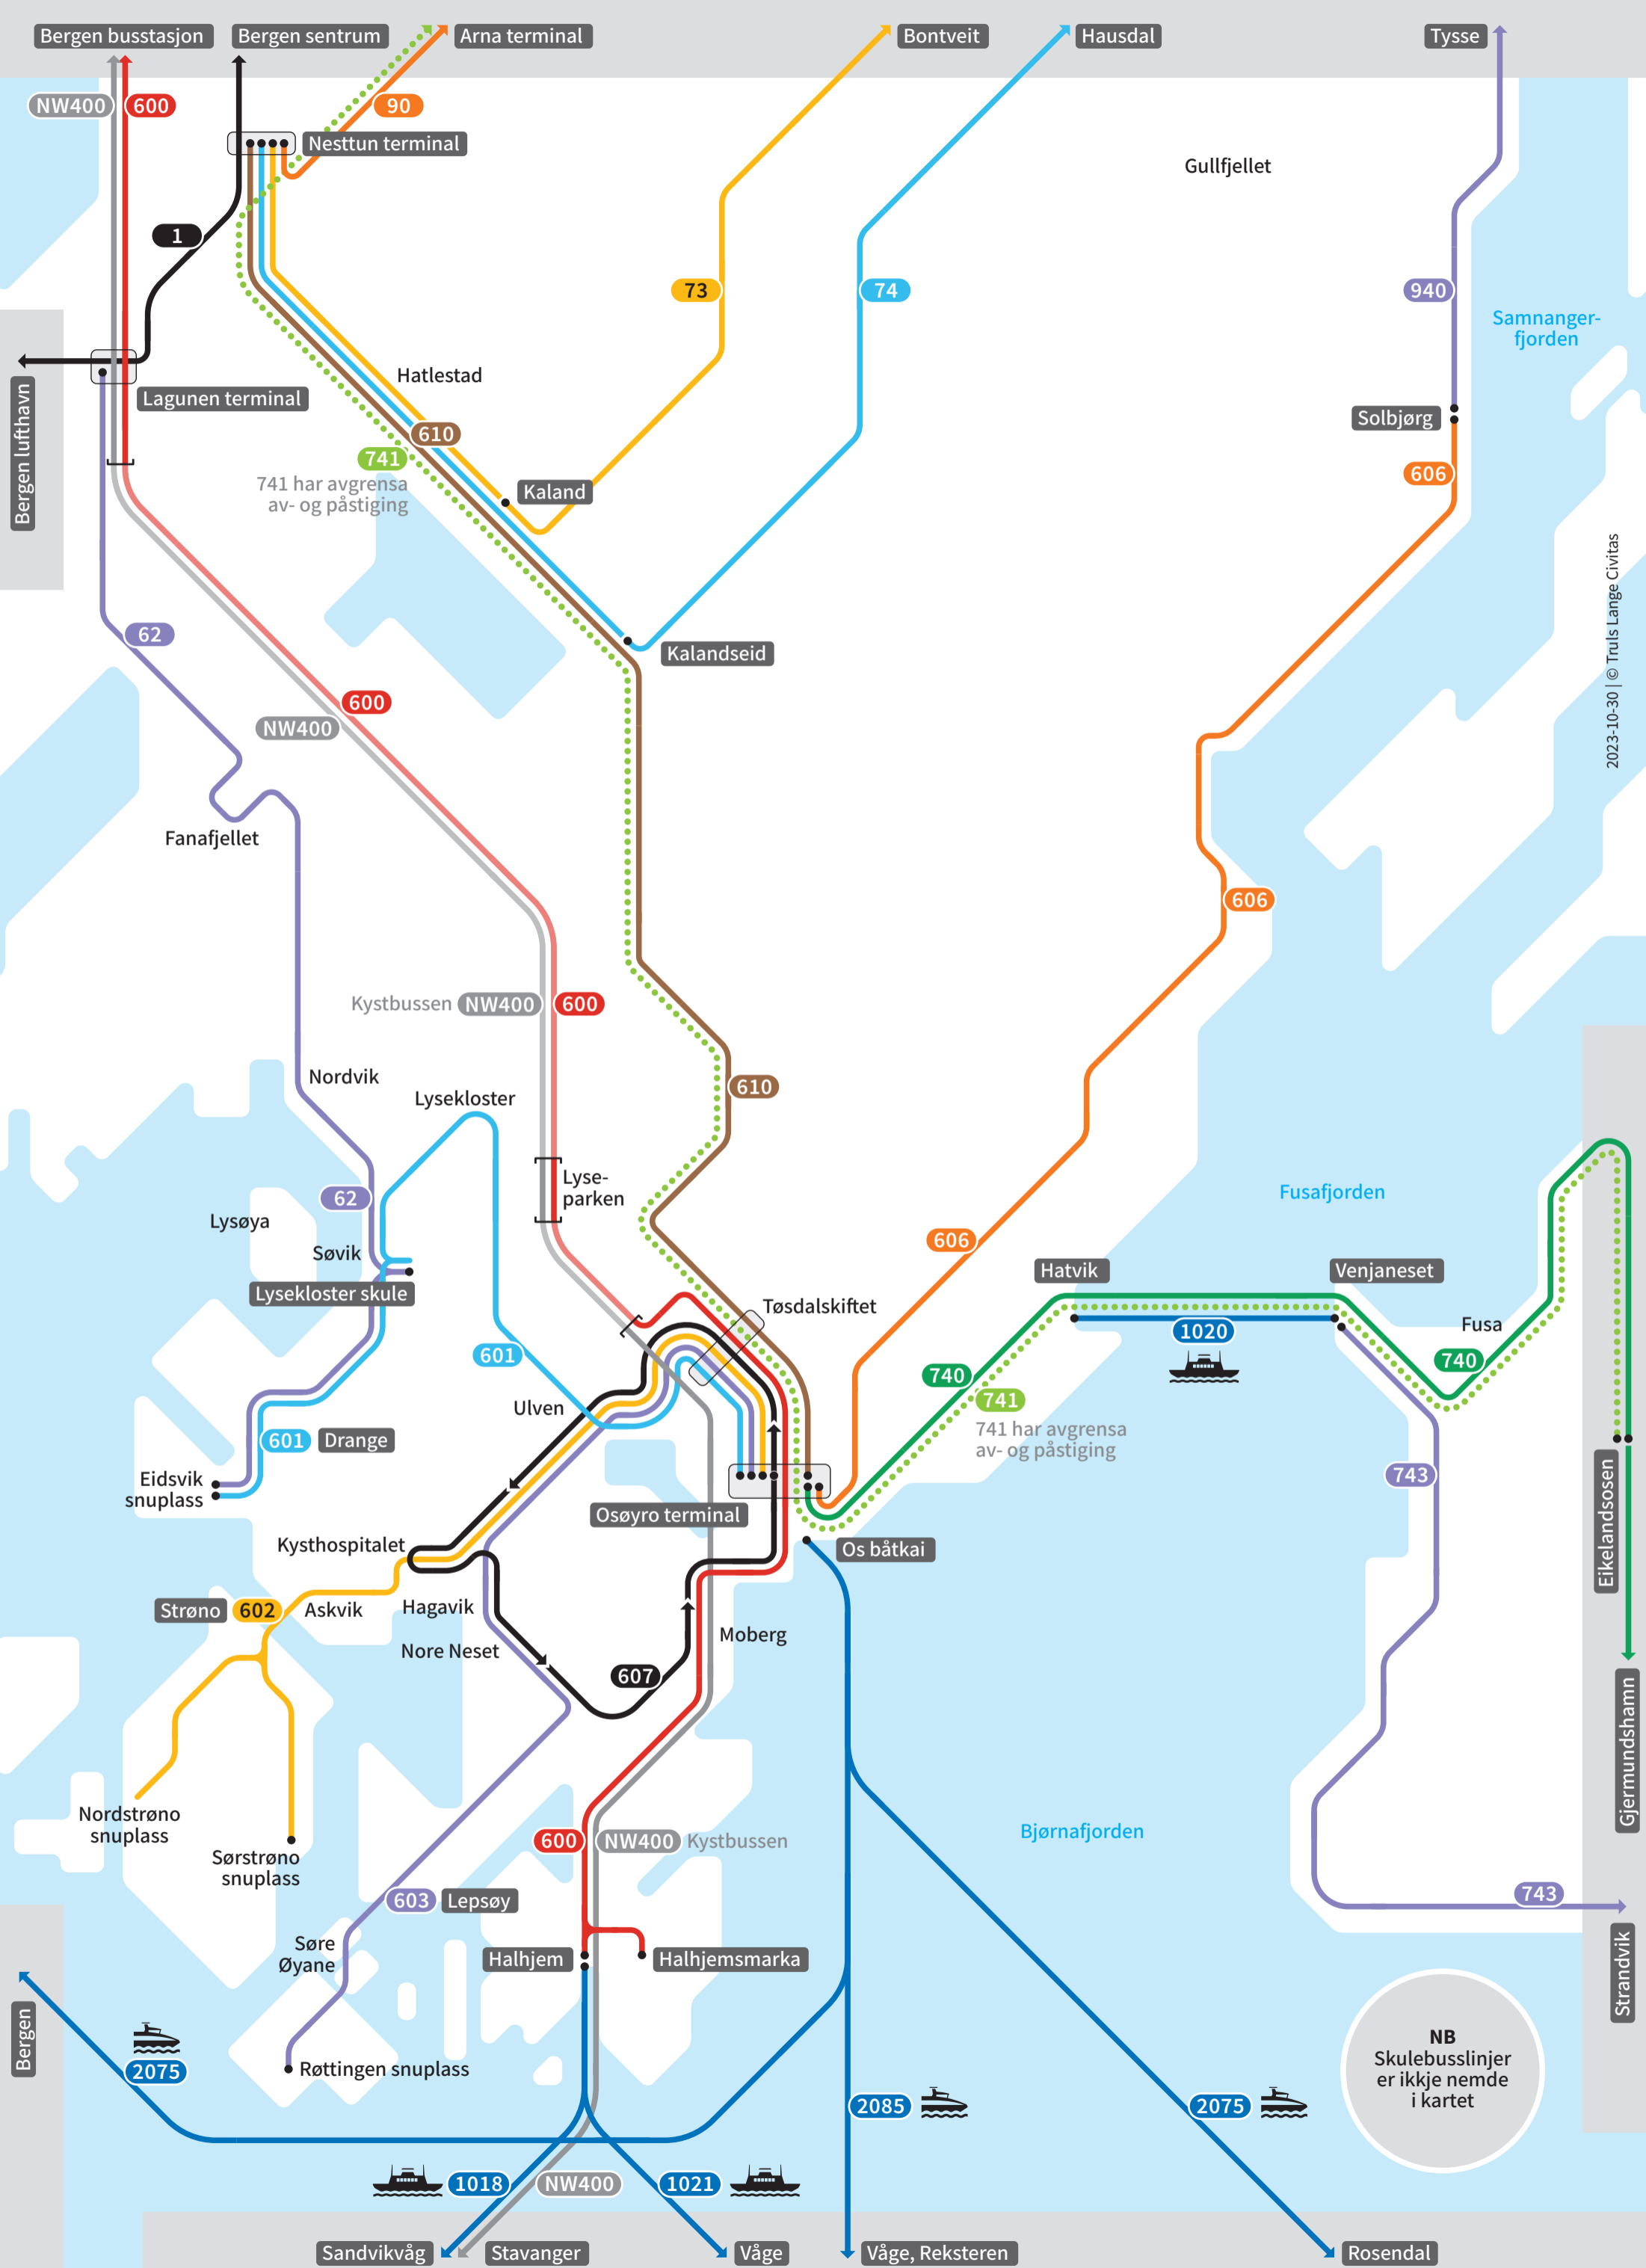 Bergen busstasjon
Bergen sentrum
Arna terminal
Bontveit
Hausdal
Tysse
NW400
600
90
Nesttun terminal
Gullfjellet
1
73
74
940
Samnanger-
fjorden
Hatlestad
Lagunen terminal
Bergen lufthavn
Solbjørg
610
741
741 har avgrensa
av- og påstiging
606
Kaland
2023-10-30 | © Truls Lange Civitas
62
Kalandseid
600
NW400
Fanafjellet
606
Kystbussen
NW400
600
Nordvik
610
Lysekloster
Lyse-
parken
62
Fusafjorden
Lysøya
Søvik
606
Hatvik
Venjaneset
Lysekloster skule
Tøsdalskiftet
1020
Fusa
601
740
740
741
741 har avgrensa
av- og påstiging
Ulven
601
Drange
743
Eidsvik
snuplass
Osøyro terminal
Eikelandsosen
Kysthospitalet
Os båtkai
Strøno
602
Askvik
Hagavik
Moberg
Nore Neset
607
Gjermundshamn
Nordstrøno
snuplass
Bjørnafjorden
600
NW400
Kystbussen
Sørstrøno
snuplass
743
603
Lepsøy
Søre
Øyane
Halhjem
Halhjemsmarka
Strandvik
Bergen
NB
Skulebusslinjer
er ikkje nemde
i kartet
2075
Røttingen snuplass
2085
2075
1018
NW400
1021
Sandvikvåg
Stavanger
Våge
Våge, Reksteren
Rosendal